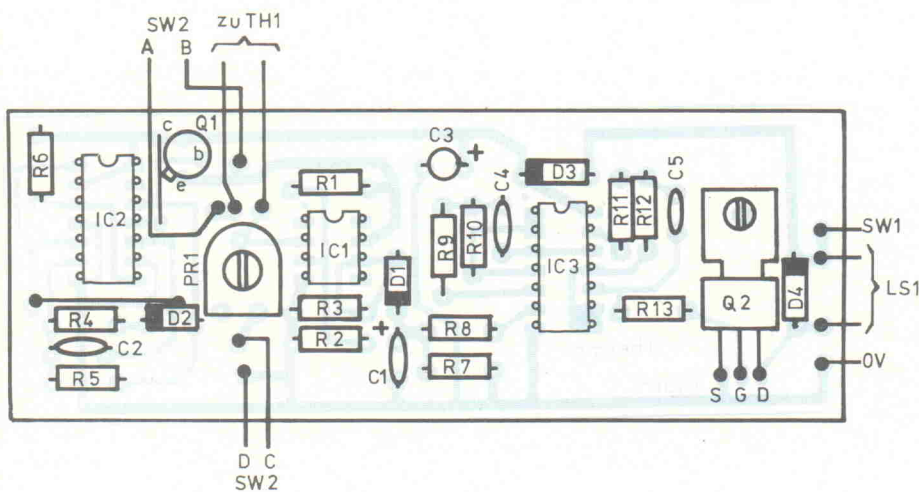 SW2 zu TH1
A B
R6
c Q1
b
e
IC2
R1
C3 +
D3
C4
C5
R11
R12
R9
R10
IC1
IC3
PR1
D1
SW1
LS1
D4
Q2
R4
D2
R3
R13
C2
R2
+
R8
R5
C1
R7
0V
S G D
D C
SW2